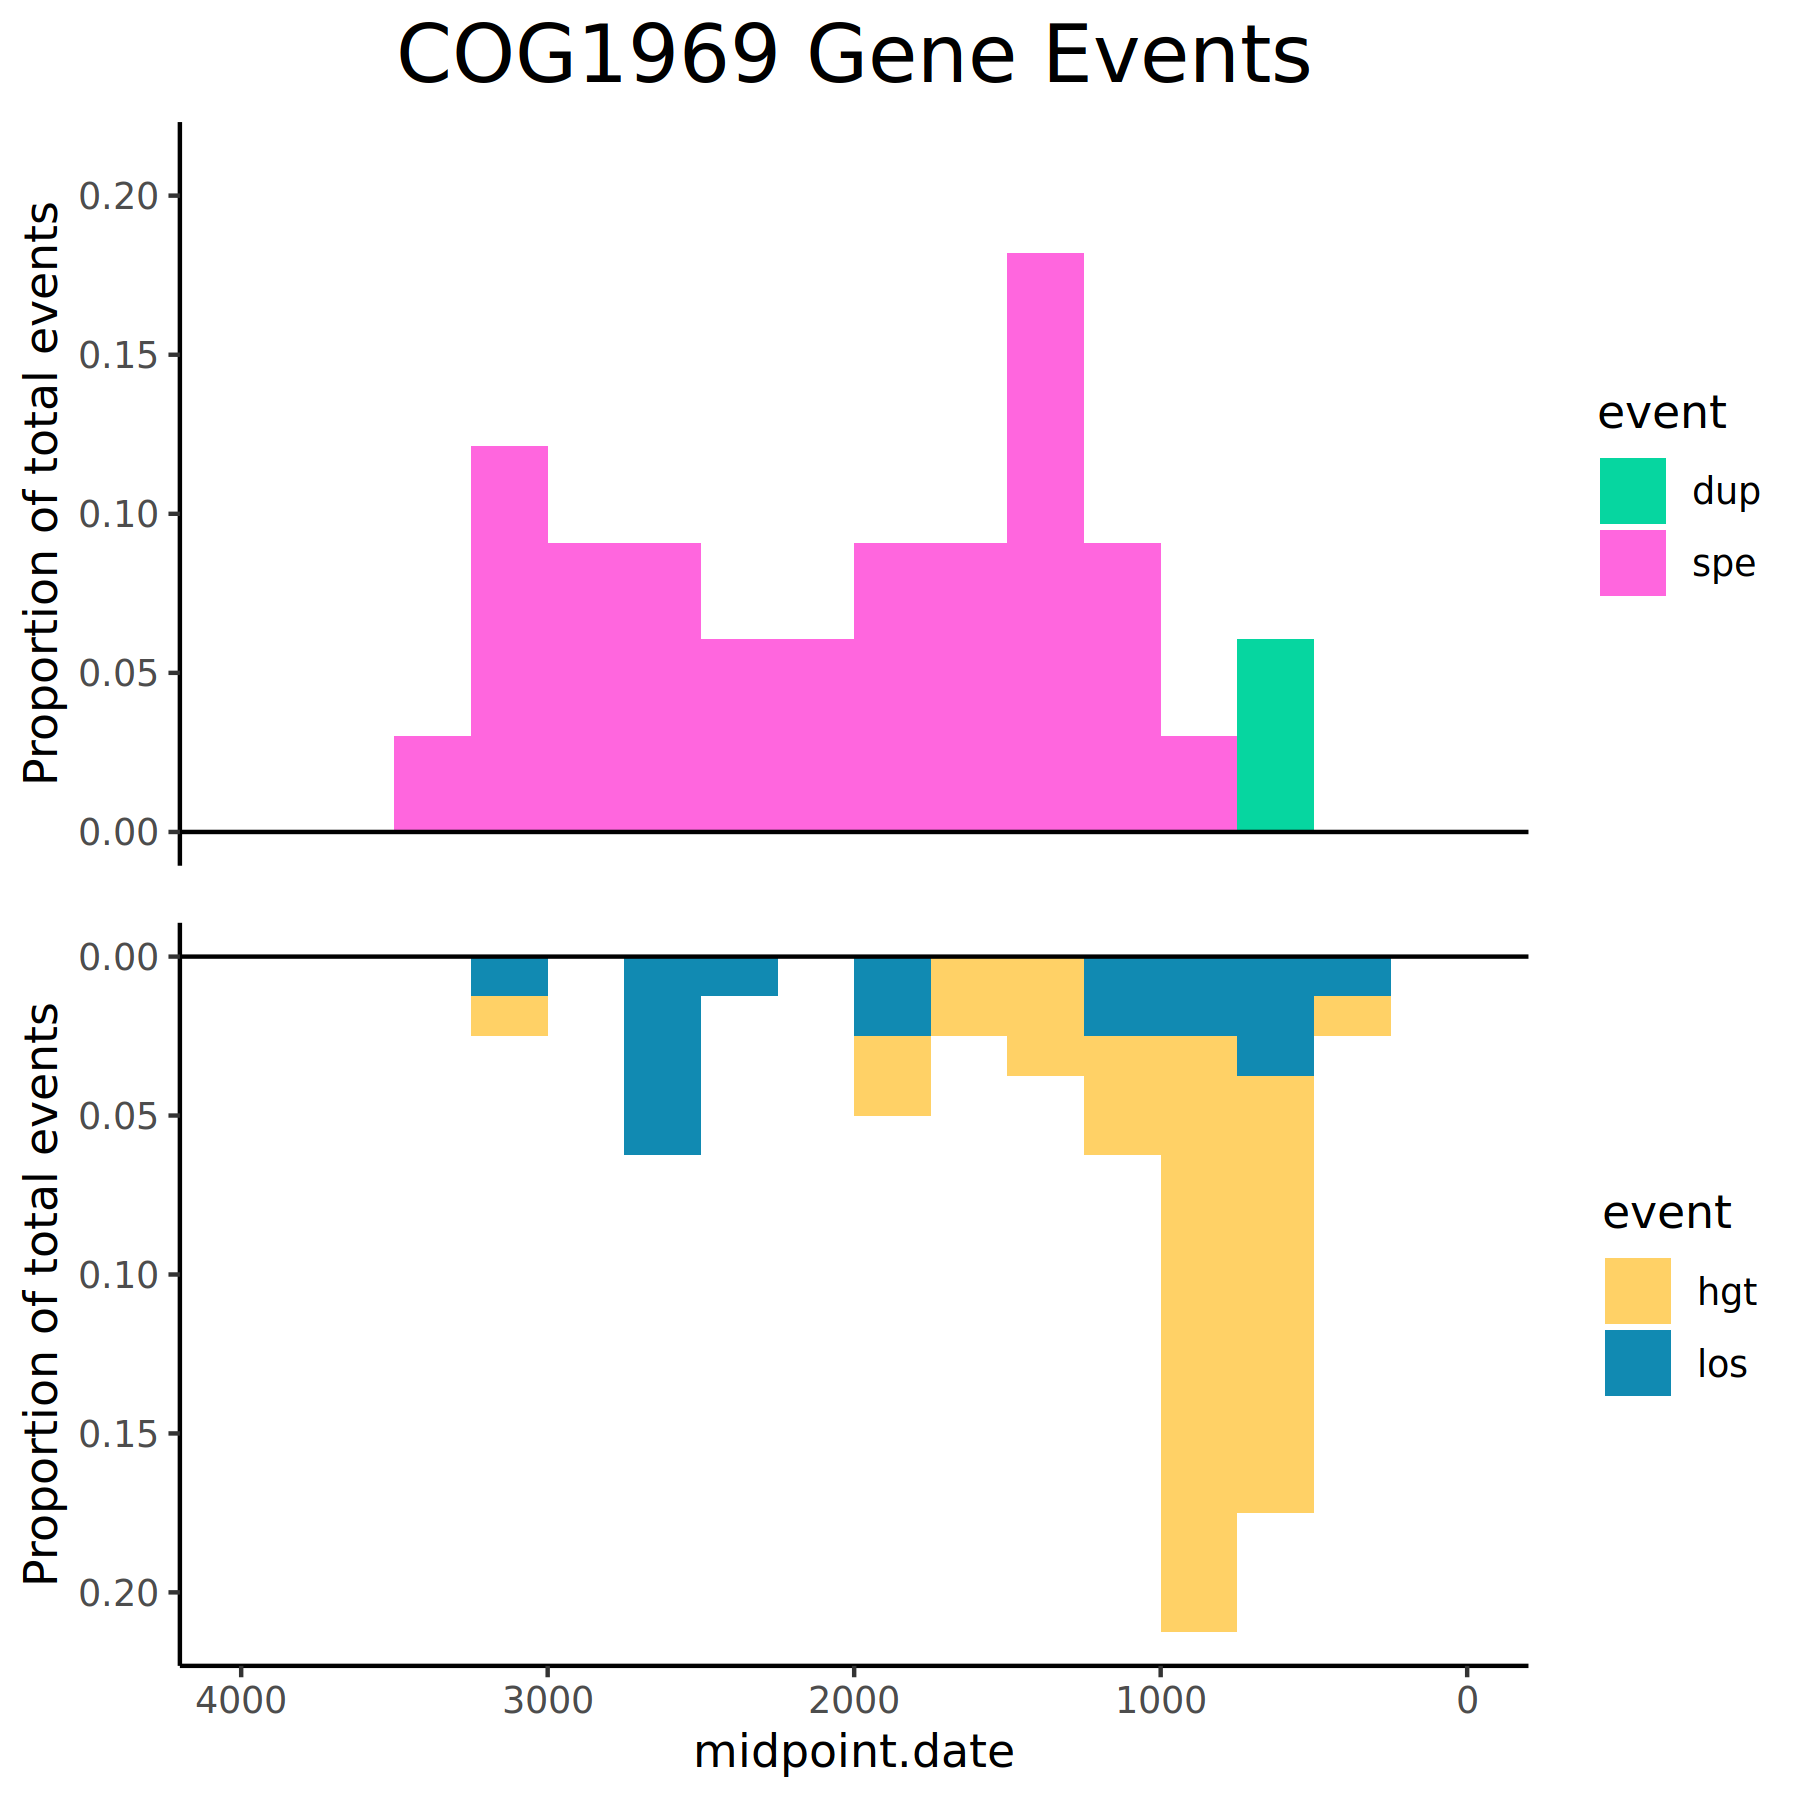 COG1969 Gene Events
Proportion of total events
0.20
0.15
0.10
0.05
0.00
event
dup
spe
Proportion of total events
0.00
0.05
0.10
0.15
0.20
event
hgt
los
4000 3000 2000 1000 0
midpoint.date